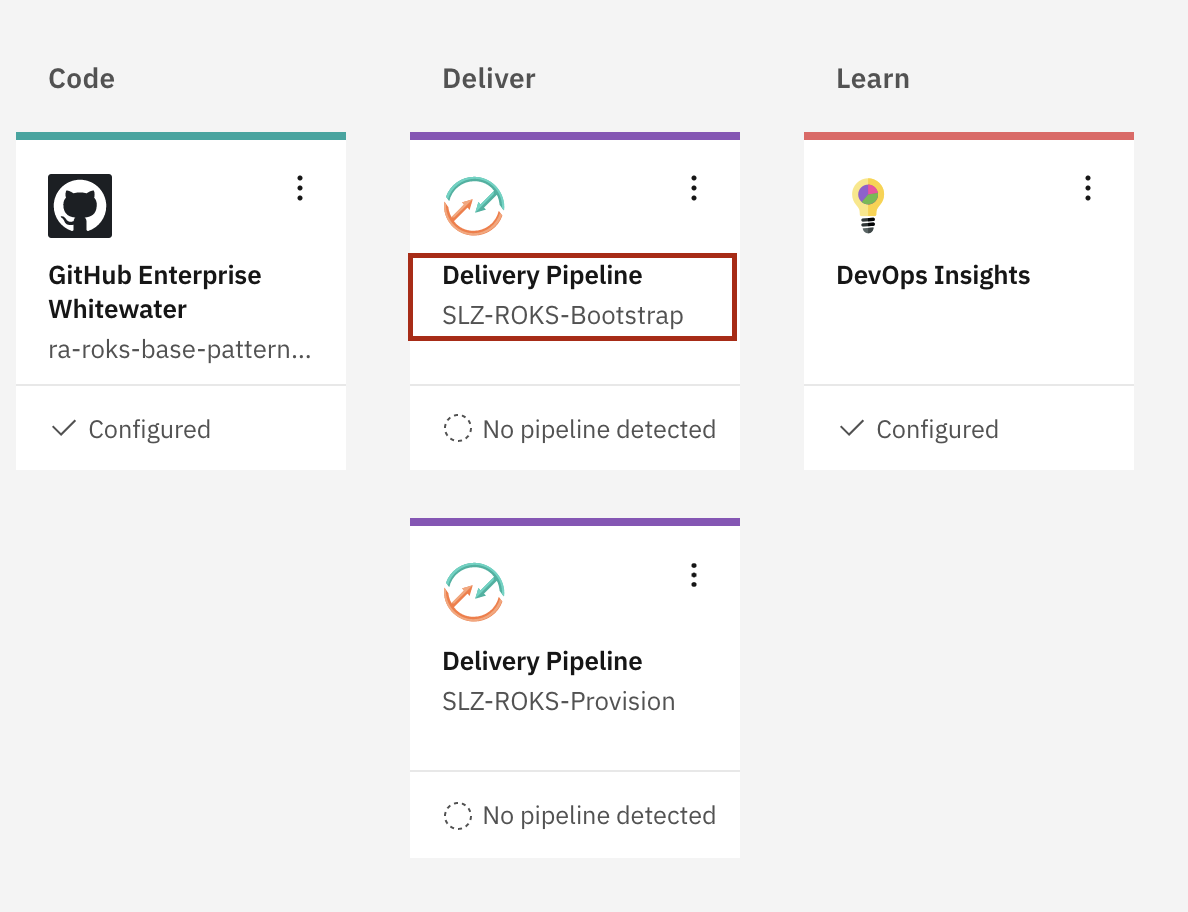 Code
Deliver
Learn
GitHub Enterprise
Whitewater
ra-roks-base-pattern...
Configured
Delivery Pipeline
SLZ-ROKS-Bootstrap
No pipeline detected
DevOps Insights
Configured
Delivery Pipeline
SLZ-ROKS-Provision
No pipeline detected